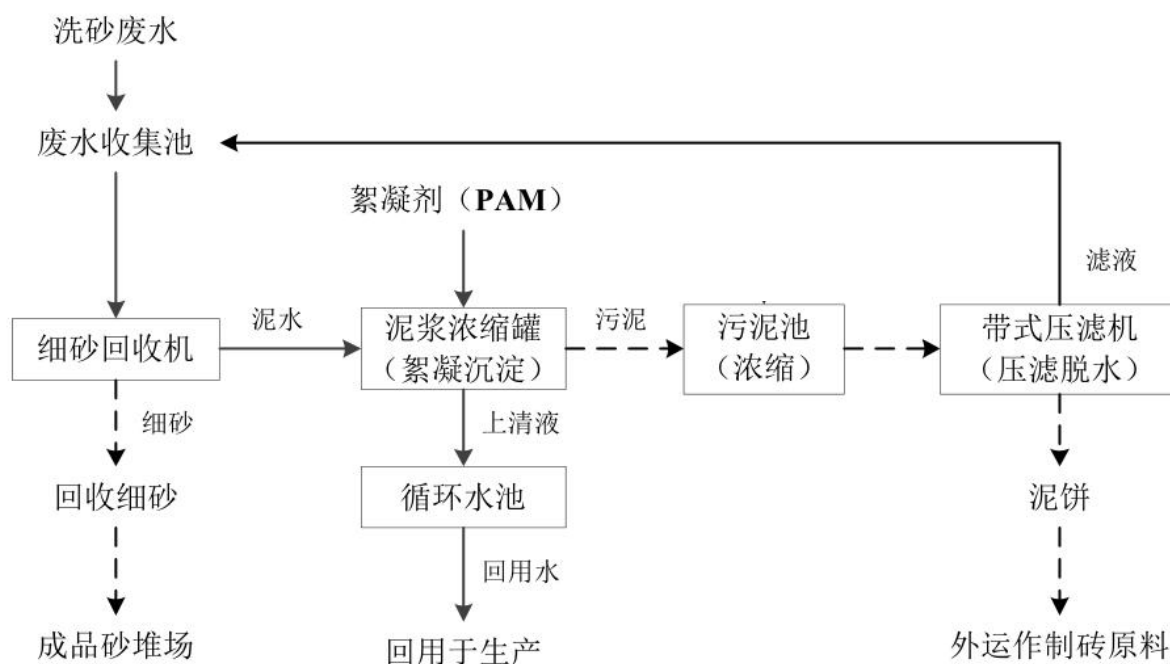 洗砂废水
废水收集池
絮凝剂（PAM）
滤液
细砂回收机
泥水
泥浆浓缩罐
（絮凝沉淀）
污泥
污泥池
（浓缩）
带式压滤机
（压滤脱水）
细砂
上清液
回收细砂
循环水池
泥饼
回用水
成品砂堆场
回用于生产
外运作制砖原料